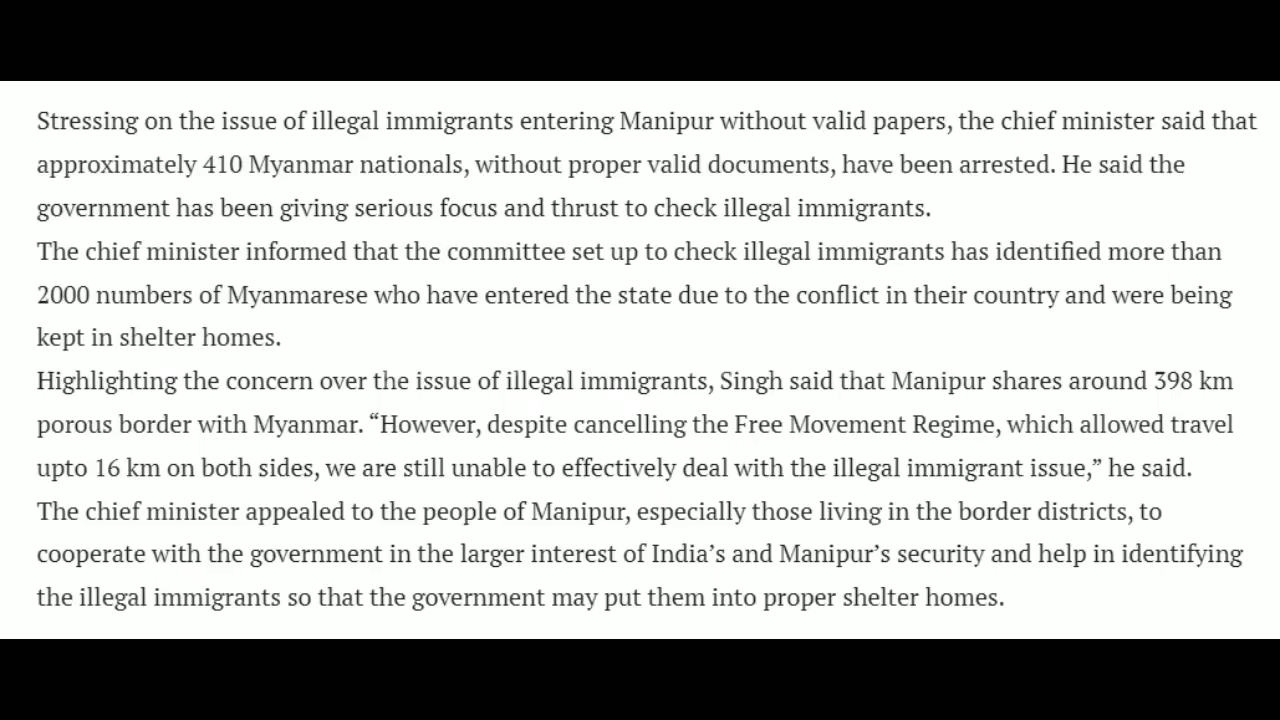 Stressing on the issue of illegal immigrants entering Manipur without valid papers, the chief minister said that
approximately 410 Myanmar nationals, without proper valid documents, have been arrested. He said the
government has been giving serious focus and thrust to check illegal immigrants.
The chief minister informed that the committee set up to check illegal immigrants has identified more than
2000 numbers of Myanmarese who have entered the state due to the conflict in their country and were being
kept in shelter homes.
Highlighting the concern over the issue of illegal immigrants, Singh said that Manipur shares around 398 km
porous border with Myanmar. “However, despite cancelling the Free Movement Regime, which allowed travel
upto 16 km on both sides, we are still unable to effectively deal with the illegal immigrant issue,” he said.
The chief minister appealed to the people of Manipur, especially those living in the border districts, to
cooperate with the government in the larger interest of India’s and Manipur’s security and help in identifying
the illegal immigrants so that the government may put them into proper shelter homes.